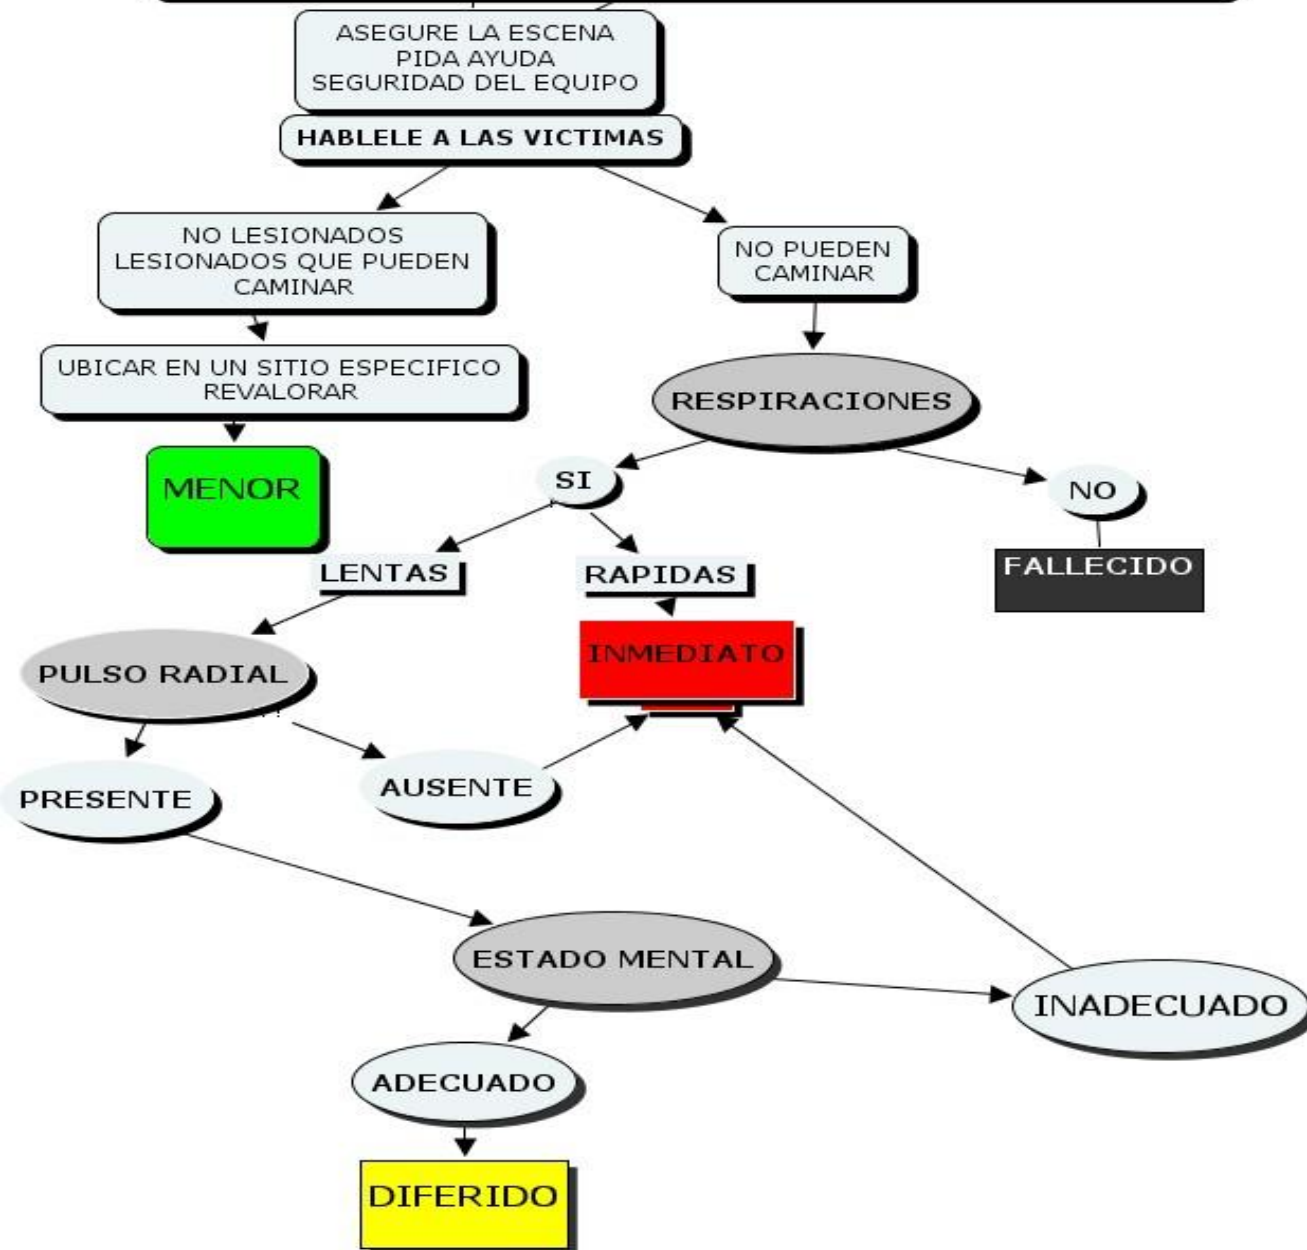 ASEGURE LA ESCENA
PIDA AYUDA
SEGURIDAD DEL EQUIPO
HABLELE A LAS VICTIMAS
NO LESIONADOS
LESIONADOS QUE PUEDEN
CAMINAR
NO PUEDEN
CAMINAR
UBICAR EN UN SITIO ESPECIFICO
REVALORAR
RESPIRACIONES
MENOR
SI
NO
LENTAS
RAPIDAS
FALLECIDO
PULSO RADIAL
INMEDIATO
PRESENTE
AUSENTE
ESTADO MENTAL
INADECUADO
ADECUADO
DIFERIDO